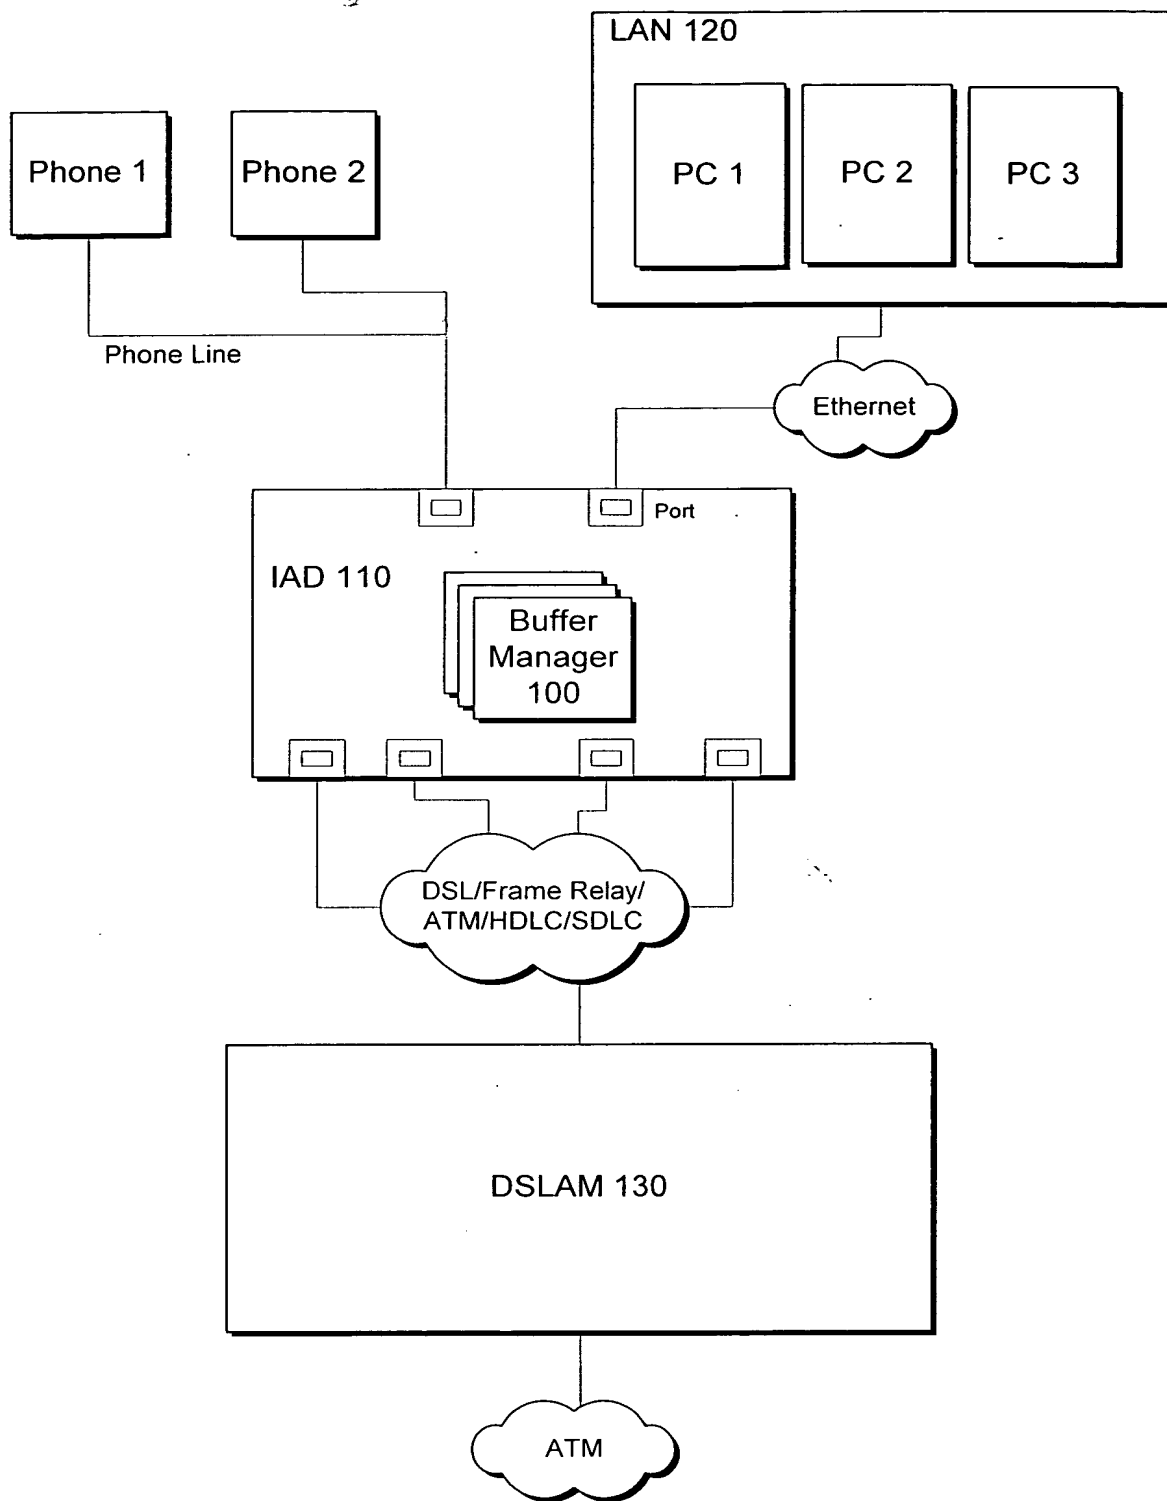 LAN 120
Phone 1
Phone 2
PC 1
PC 2
PC 3
Phone Line
Ethernet
Port
IAD 110
Buffer
Manager
100
DSL/Frame Relay/
ATM/HDLC/SDLC
DSLAM 130
ATM